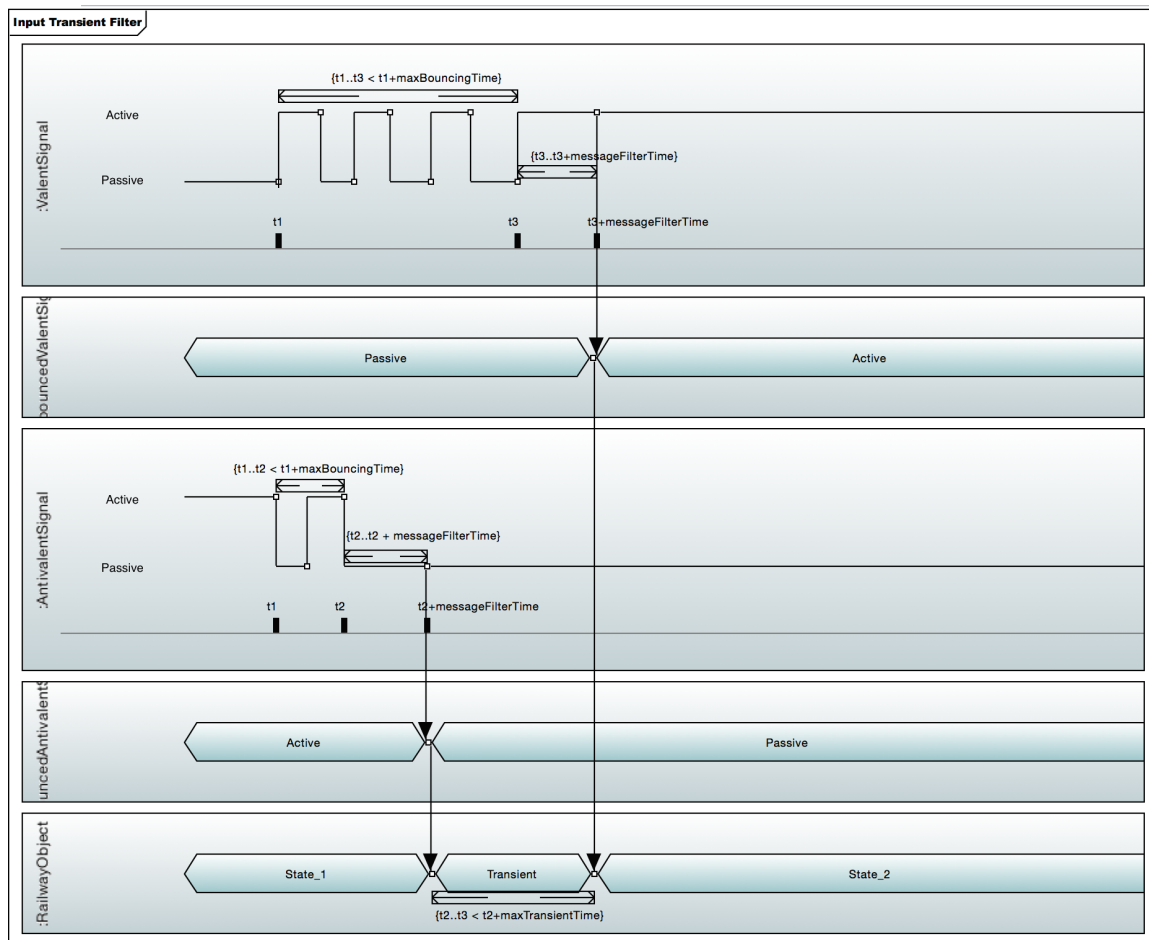 Input Transient Filter
{t1..t3 < t1+maxBouncingTime}
Active
:ValentSignal
{t3..t3+messageFilterTime}
Passive
t1
t3
t3+messageFilterTime
Passive
Active
{t1..t2 < t1+maxBouncingTime}
Active
:AntivalentSignal
{t2..t2 + messageFilterTime}
Passive
t1
t2
t2+messageFilterTime
Active
Passive
:RailwayObject
State_1
Transient
State_2
{t2..t3 < t2+maxTransientTime}